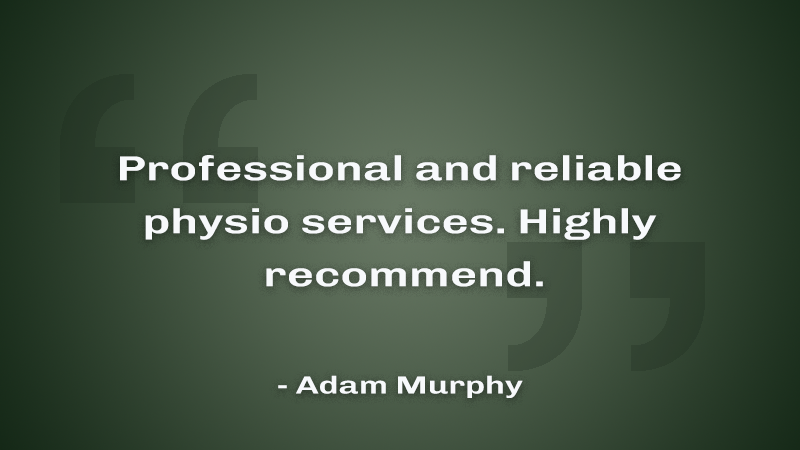 Professional and reliable
physio services. Highly
recommend.
- Adam Murphy